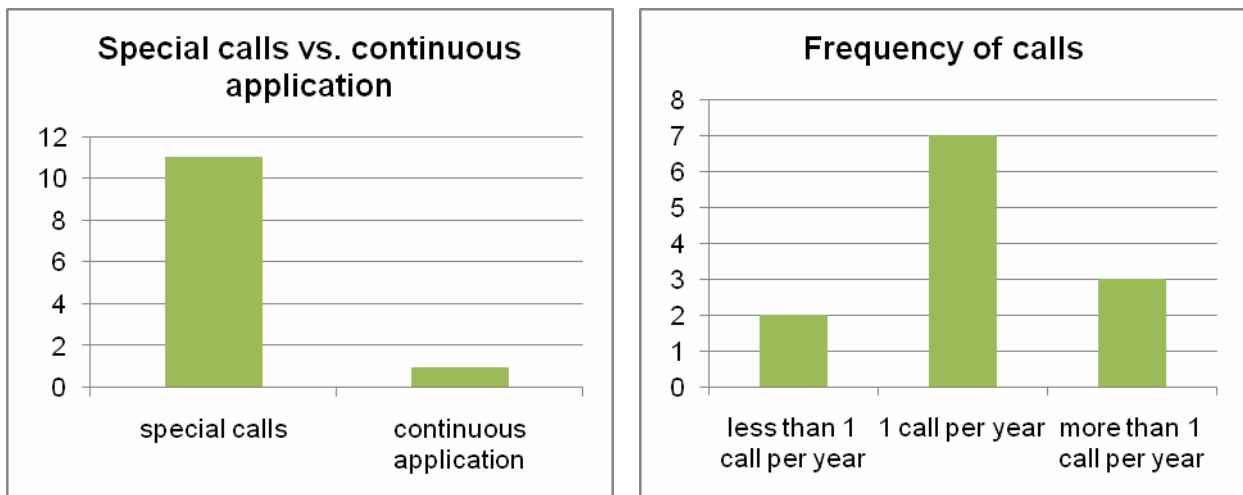 Special calls vs. continuous
application
12
10
8
6
4
2
0
special calls
continuous
application
Frequency of calls
8
7
6
5
4
3
2
1
0
less than 1
call per year
1 call per year
more than 1
call per year